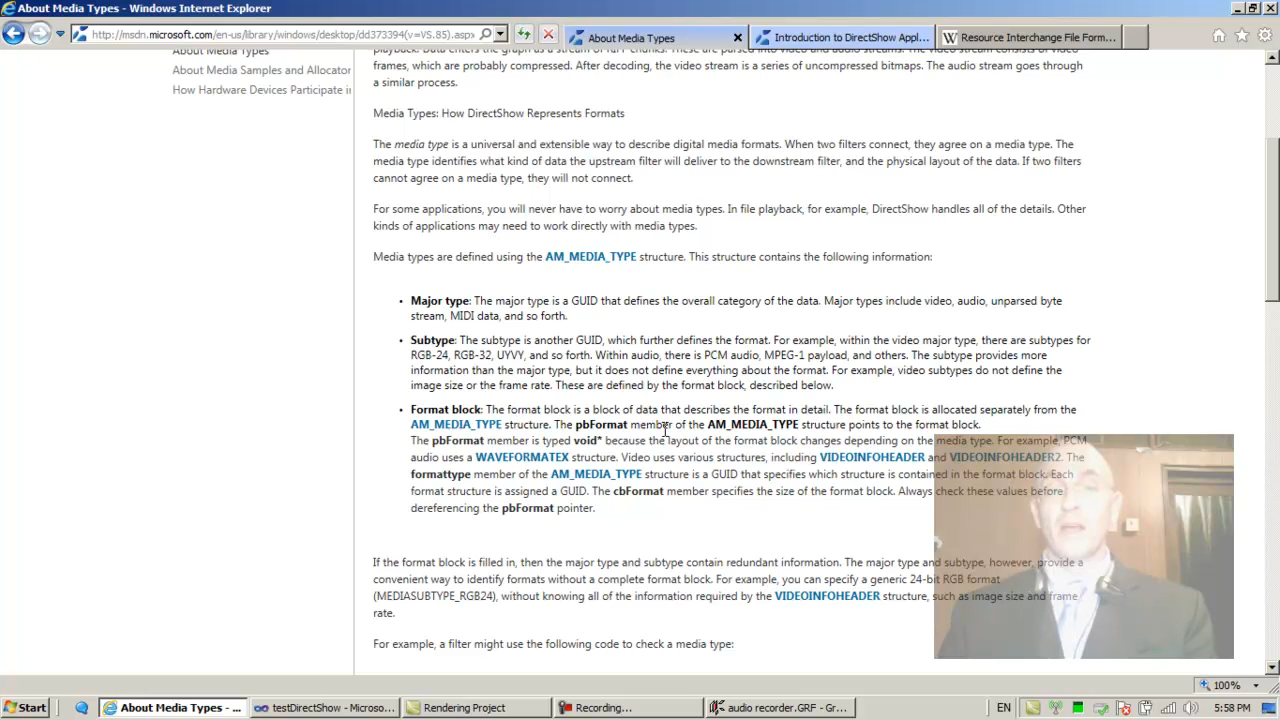 About Media Types - Windows Internet Explorer
http://msdn.microsoft.com/en-us/library/windows/desktop/dd373394(v=VS.85).aspx
About Media Types
Introduction to DirectShow Appl...
Resource Interchange File Form...
About Media Types
About Media Samples and Allocator
How Hardware Devices Participate i
playback. Data enters the graph as a stream of RIFF chunks. These are parsed into video and audio streams. The video stream consists of video
frames, which are probably compressed. After decoding, the video stream is a series of uncompressed bitmaps. The audio stream goes through
a similar process.
Media Types: How DirectShow Represents Formats
The media type is a universal and extensible way to describe digital media formats. When two filters connect, they agree on a media type. The
media type identifies what kind of data the upstream filter will deliver to the downstream filter, and the physical layout of the data. If two filters
cannot agree on a media type, they will not connect.
For some applications, you will never have to worry about media types. In file playback, for example, DirectShow handles all of the details. Other
kinds of applications may need to work directly with media types.
Media types are defined using the AM_MEDIA_TYPE structure. This structure contains the following information:
• Major type: The major type is a GUID that defines the overall category of the data. Major types include video, audio, unparsed byte
stream, MIDI data, and so forth.
• Subtype: The subtype is another GUID, which further defines the format. For example, within the video major type, there are subtypes for
RGB-24, RGB-32, UYVY, and so forth. Within audio, there is PCM audio, MPEG-1 payload, and others. The subtype provides more
information than the major type, but it does not define everything about the format. For example, video subtypes do not define the
image size or the frame rate. These are defined by the format block, described below.
• Format block: The format block is a block of data that describes the format in detail. The format block is allocated separately from the
AM_MEDIA_TYPE structure. The pbFormat member of the AM_MEDIA_TYPE structure points to the format block.
The pbFormat member is typed void* because the layout of the format block changes depending on the media type. For example, PCM
audio uses a WAVEFORMATEX structure. Video uses various structures, including VIDEOINFOHEADER and VIDEOINFOHEADER2. The
formattype member of the AM_MEDIA_TYPE structure is a GUID that specifies which structure is contained in the format block. Each
format structure is assigned a GUID. The cbFormat member specifies the size of the format block. Always check these values before
dereferencing the pbFormat pointer.
If the format block is filled in, then the major type and subtype contain redundant information. The major type and subtype, however, provide a
convenient way to identify formats without a complete format block. For example, you can specify a generic 24-bit RGB format
(MEDIASUBTYPE_RGB24), without knowing all of the information required by the VIDEOINFOHEADER structure, such as image size and frame
rate.
For example, a filter might use the following code to check a media type:
100%
Start
About Media Types - ...
testDirectShow - Microso...
Rendering Project
Recording...
audio recorder.GRF - Gr...
EN
5:58 PM